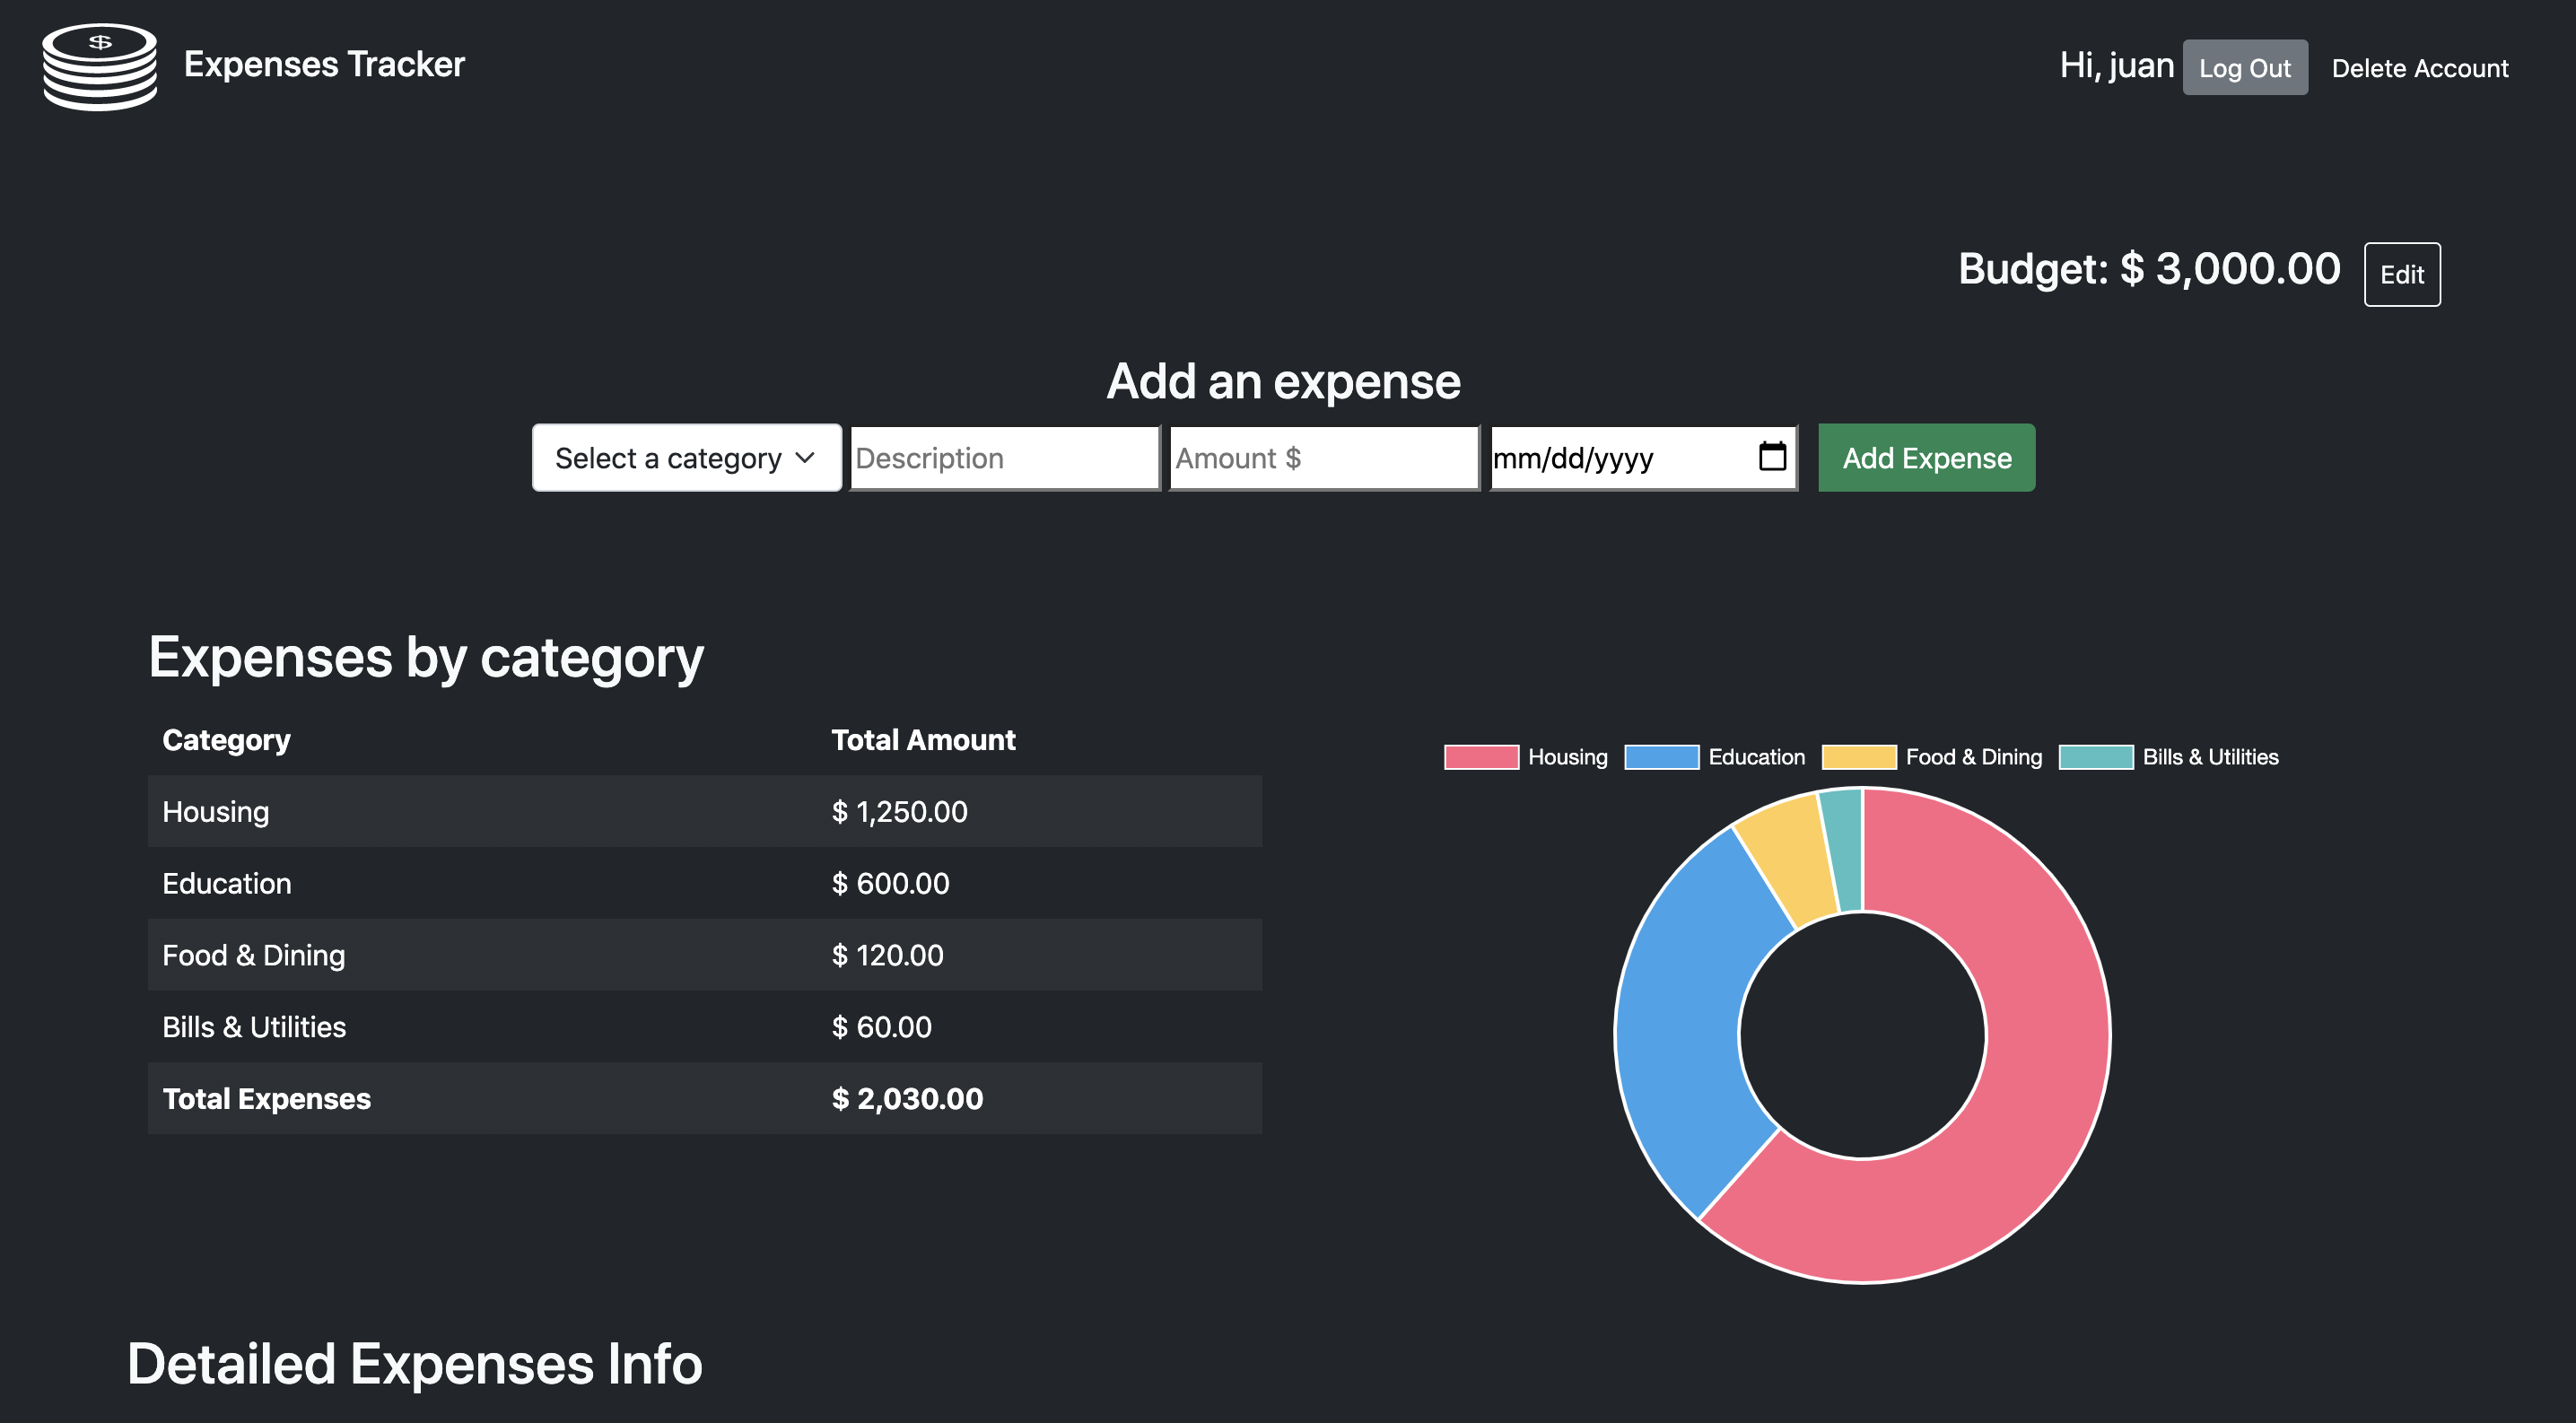 $
Expenses Tracker
Hi, juan Log Out Delete Account
Budget: $ 3,000.00 Edit
Add an expense
Select a category Description Amount $ mm/dd/yyyy Add Expense
Expenses by category
Category Total Amount
Housing $ 1,250.00
Education $ 600.00
Food & Dining $ 120.00
Bills & Utilities $ 60.00
Total Expenses $ 2,030.00
Housing Education Food & Dining Bills & Utilities
Detailed Expenses Info